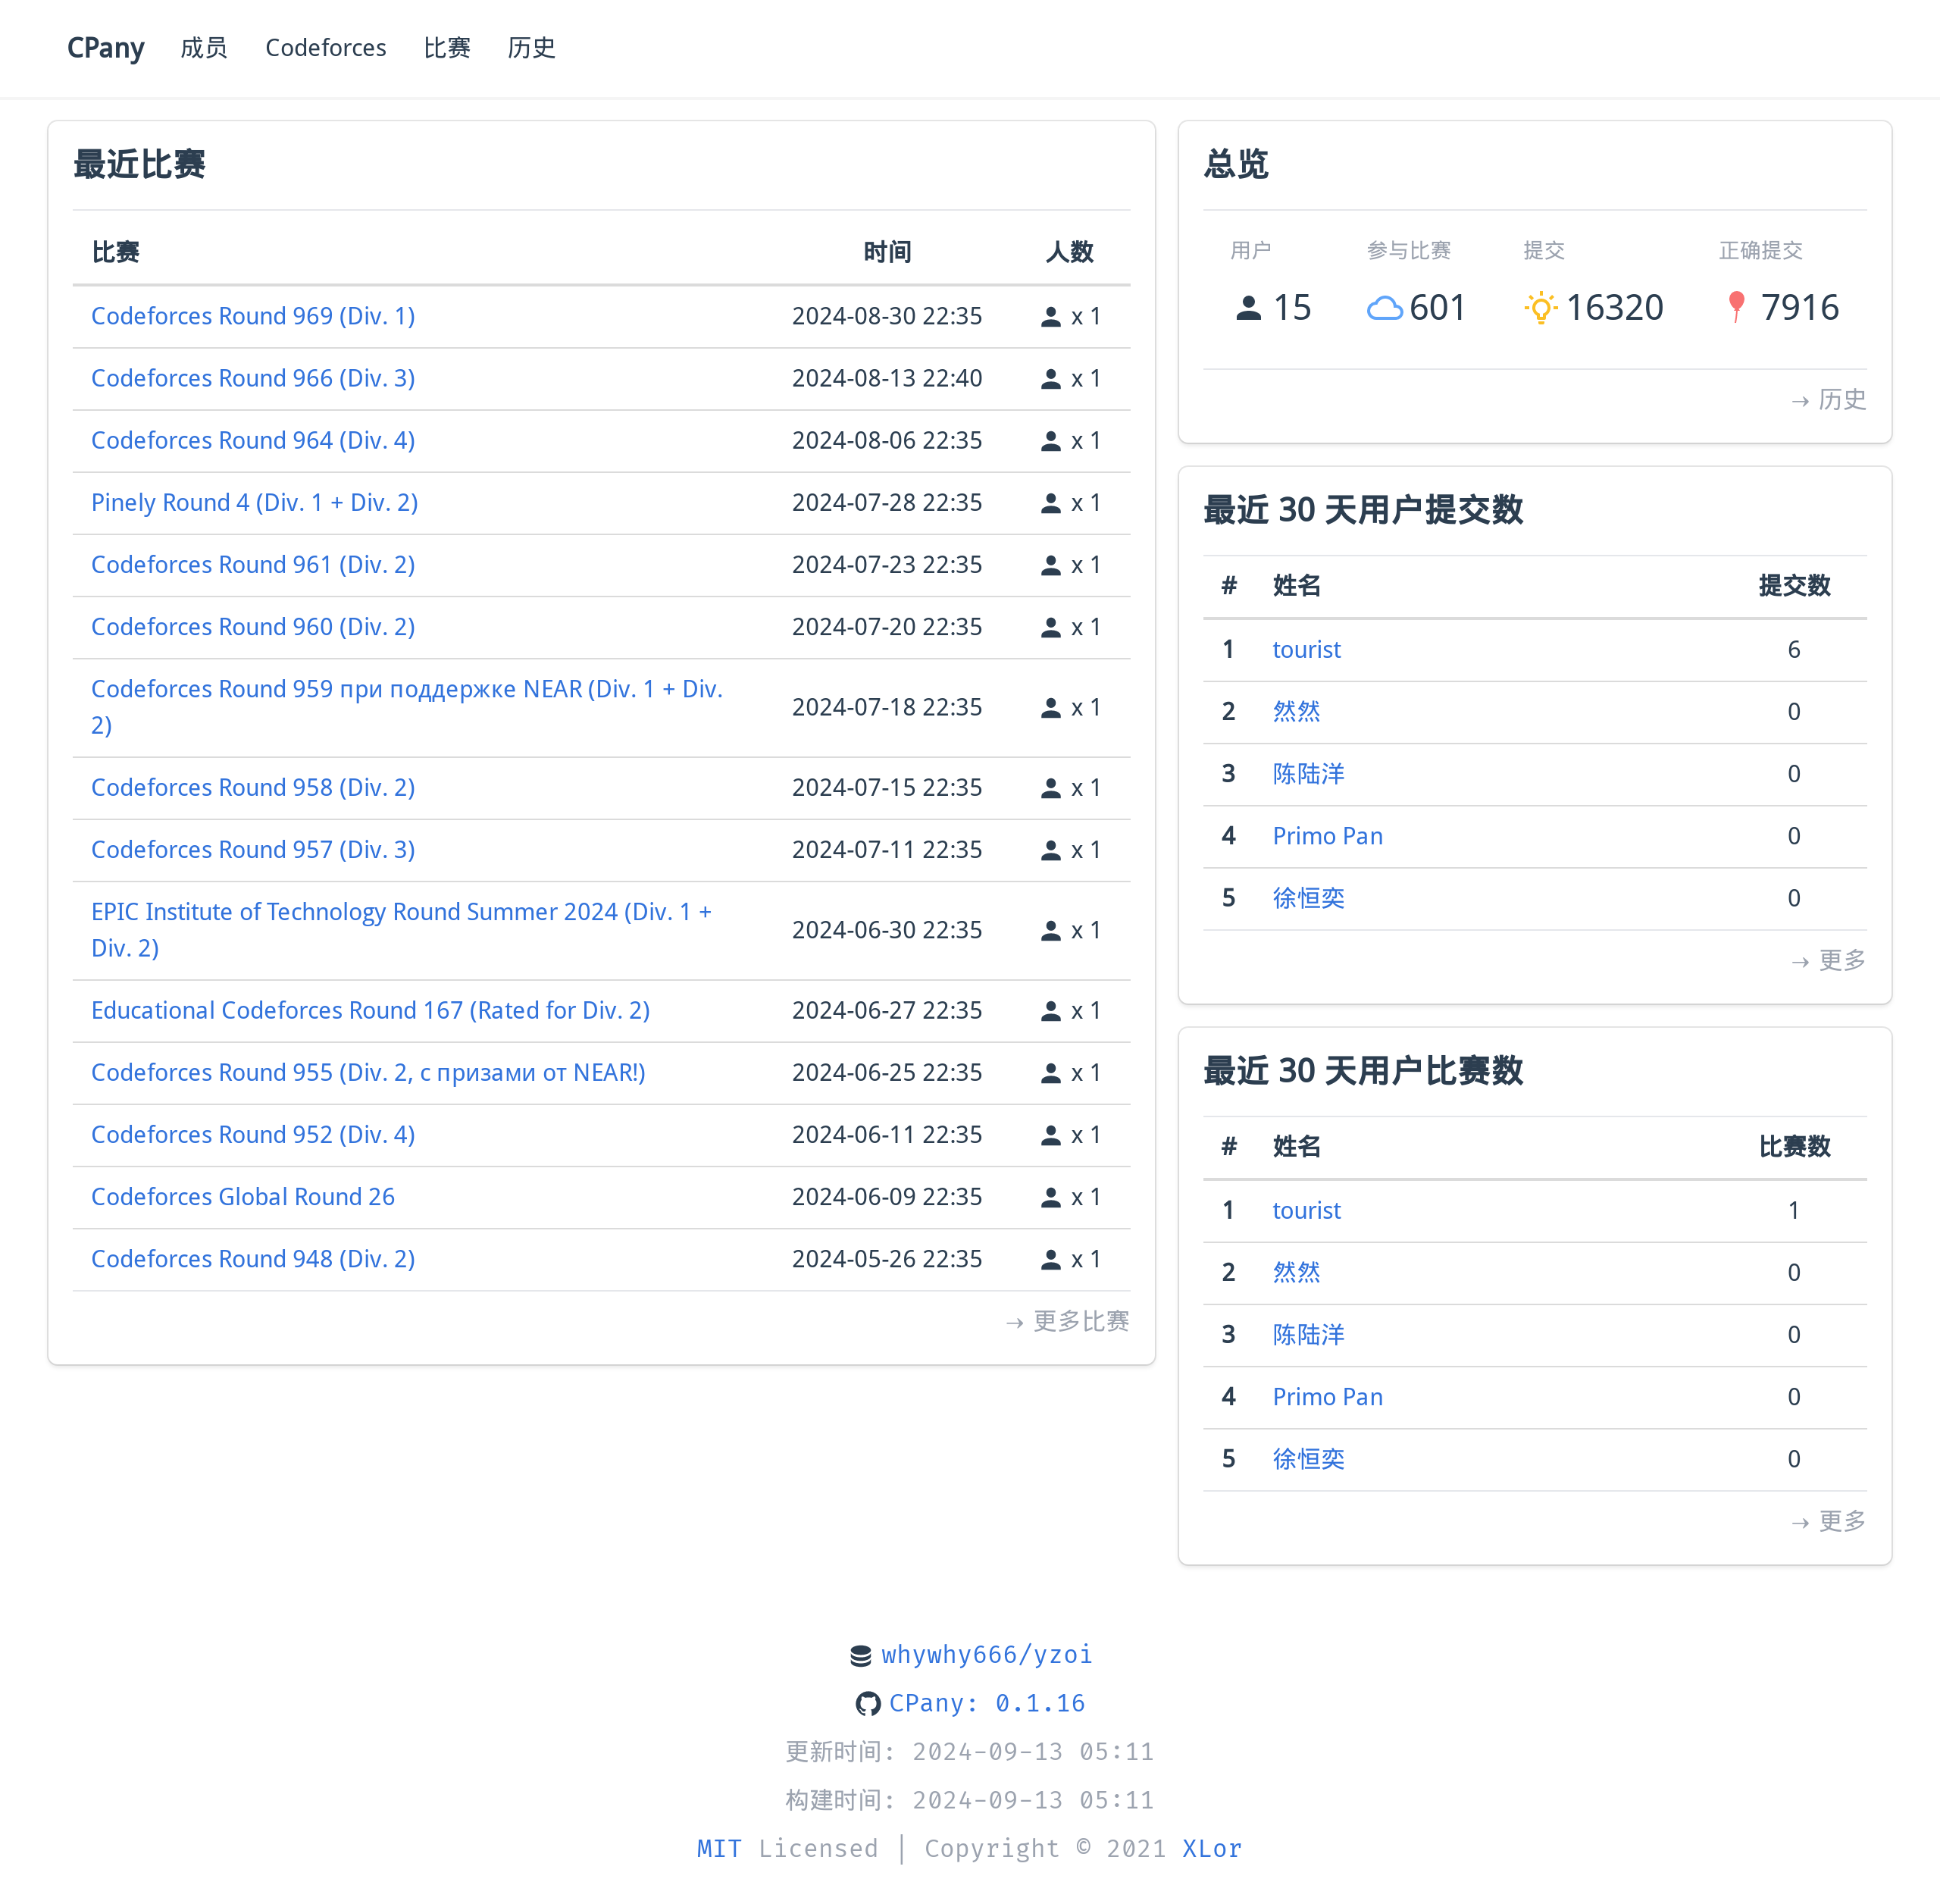 CPany 成员 Codeforces 比赛 历史
最近比赛
比赛 时间 人数
Codeforces Round 969 (Div. 1) 2024-08-30 22:35 x 1
Codeforces Round 966 (Div. 3) 2024-08-13 22:40 x 1
Codeforces Round 964 (Div. 4) 2024-08-06 22:35 x 1
Pinely Round 4 (Div. 1 + Div. 2) 2024-07-28 22:35 x 1
Codeforces Round 961 (Div. 2) 2024-07-23 22:35 x 1
Codeforces Round 960 (Div. 2) 2024-07-20 22:35 x 1
Codeforces Round 959 при поддержке NEAR (Div. 1 + Div.
2) 2024-07-18 22:35 x 1
Codeforces Round 958 (Div. 2) 2024-07-15 22:35 x 1
Codeforces Round 957 (Div. 3) 2024-07-11 22:35 x 1
EPIC Institute of Technology Round Summer 2024 (Div. 1 +
Div. 2) 2024-06-30 22:35 x 1
Educational Codeforces Round 167 (Rated for Div. 2) 2024-06-27 22:35 x 1
Codeforces Round 955 (Div. 2, с призами от NEAR!) 2024-06-25 22:35 x 1
Codeforces Round 952 (Div. 4) 2024-06-11 22:35 x 1
Codeforces Global Round 26 2024-06-09 22:35 x 1
Codeforces Round 948 (Div. 2) 2024-05-26 22:35 x 1
→ 更多比赛
总览
用户 参与比赛 提交 正确提交
15 601 16320 7916
→ 历史
最近 30 天用户提交数
# 姓名 提交数
1 tourist 6
2 然然 0
3 陈陆洋 0
4 Primo Pan 0
5 徐恒奕 0
→ 更多
最近 30 天用户比赛数
# 姓名 比赛数
1 tourist 1
2 然然 0
3 陈陆洋 0
4 Primo Pan 0
5 徐恒奕 0
→ 更多
whywhy666/yzoi
CPany: 0.1.16
更新时间: 2024-09-13 05:11
构建时间: 2024-09-13 05:11
MIT Licensed | Copyright © 2021 XLor